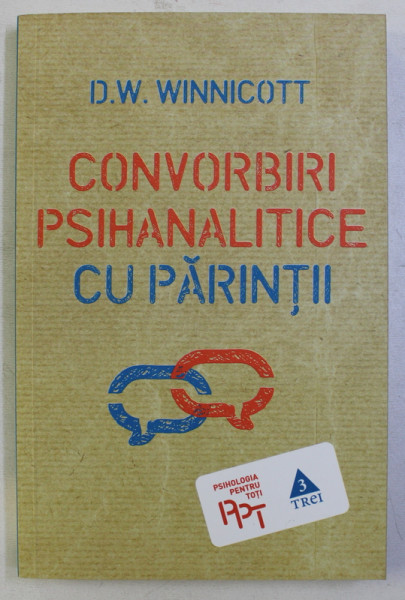 D.W. WINNICOTT
CONVORBIRI
PSIHANALITICE
CU PĂRINȚII
PSIHOLOGIA
PENTRU
TOȚI
PPT
3
TREI